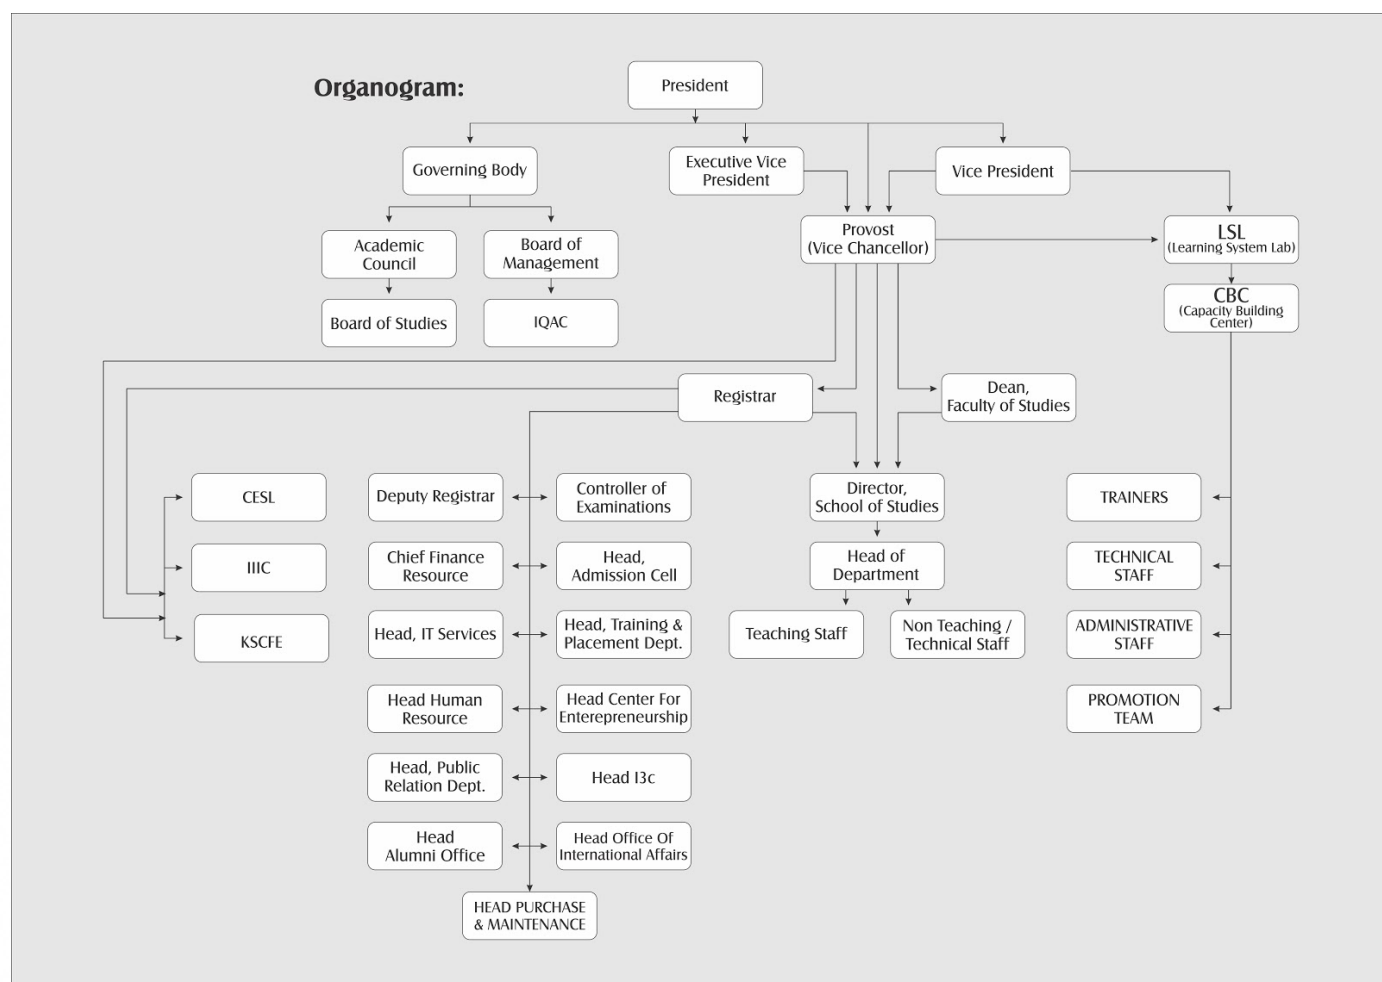 Organogram:
President
Governing Body
Executive Vice
President
Vice President
Academic
Council
Board of
Management
Provost
(Vice Chancellor)
LSL
(Learning System Lab)
Board of Studies
IQAC
CBC
(Capacity Building
Center)
Registrar
Dean,
Faculty of Studies
CESL
Deputy Registrar
Controller of
Examinations
Director,
School of Studies
TRAINERS
IIIC
Chief Finance
Resource
Head,
Admission Cell
Head of
Department
TECHNICAL
STAFF
KSCFE
Head, IT Services
Head, Training &
Placement Dept.
Teaching Staff
Non Teaching /
Technical Staff
ADMINISTRATIVE
STAFF
Head Human
Resource
Head Center For
Enterepreneurship
PROMOTION
TEAM
Head, Public
Relation Dept.
Head I3c
Head
Alumni Office
Head Office Of
International Affairs
HEAD PURCHASE
& MAINTENANCE